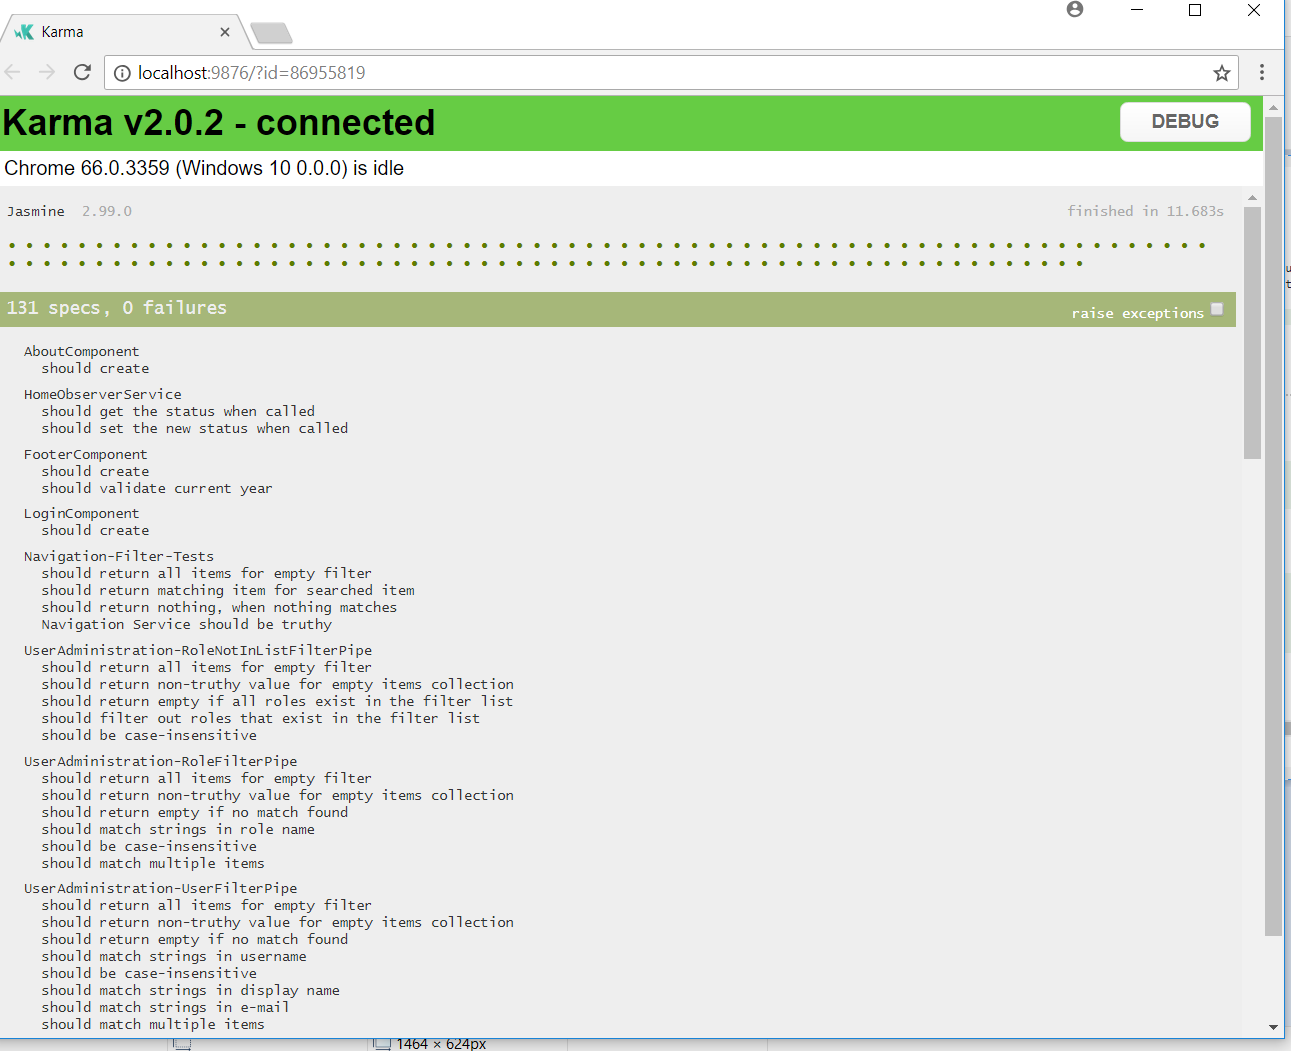 Karma
localhost:9876/?id=86955819
Karma v2.0.2 - connected
DEBUG
Chrome 66.0.3359 (Windows 10 0.0.0) is idle
Jasmine 2.99.0
finished in 11.683s
131 specs, 0 failures
raise exceptions
AboutComponent
should create
HomeObserverService
should get the status when called
should set the new status when called
FooterComponent
should create
should validate current year
LoginComponent
should create
Navigation-Filter-Tests
should return all items for empty filter
should return matching item for searched item
should return nothing, when nothing matches
Navigation Service should be truthy
UserAdministration-RoleNotInListFilterPipe
should return all items for empty filter
should return non-truthy value for empty items collection
should return empty if all roles exist in the filter list
should filter out roles that exist in the filter list
should be case-insensitive
UserAdministration-RoleFilterPipe
should return all items for empty filter
should return non-truthy value for empty items collection
should return empty if no match found
should match strings in role name
should be case-insensitive
should match multiple items
UserAdministration-UserFilterPipe
should return all items for empty filter
should return non-truthy value for empty items collection
should return empty if no match found
should match strings in username
should be case-insensitive
should match strings in display name
should match strings in e-mail
should match multiple items
1464 × 624px